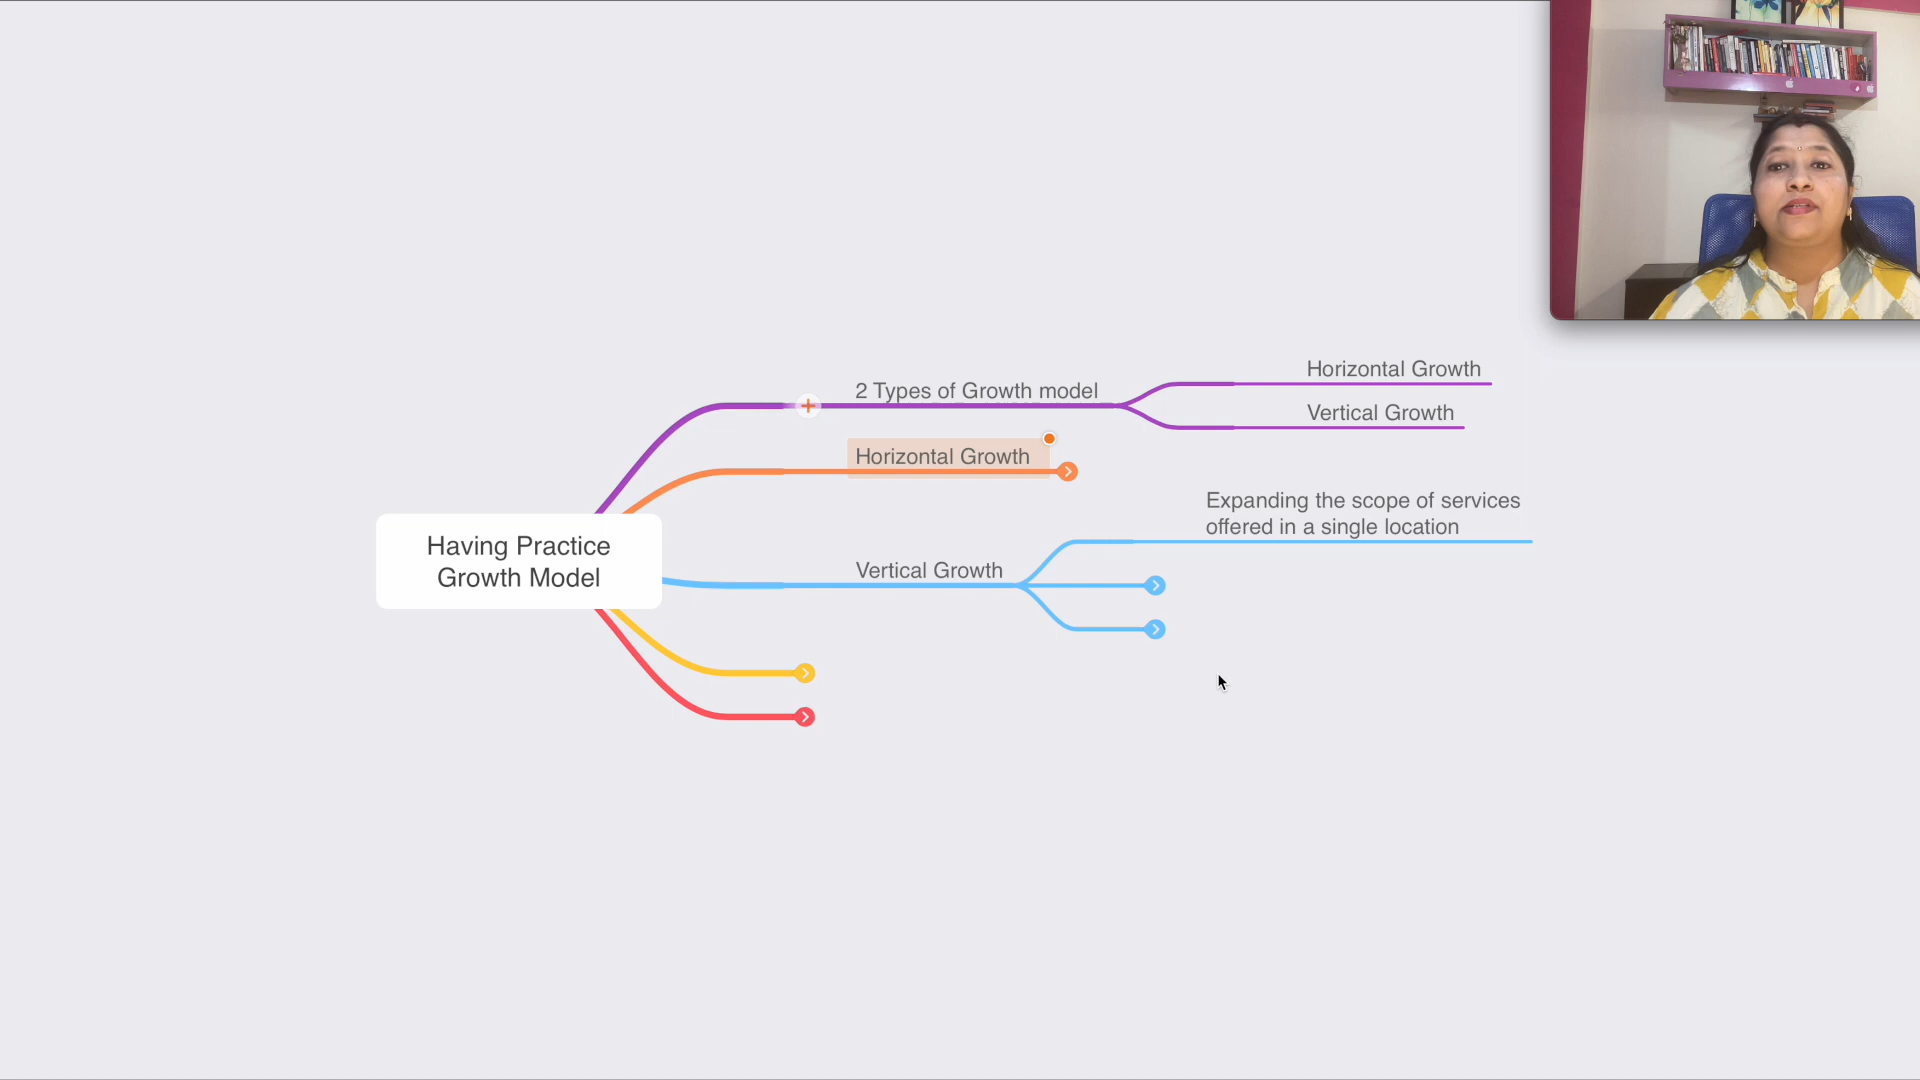 2 Types of Growth model
Horizontal Growth
Vertical Growth
Horizontal Growth
Having Practice
Growth Model
Vertical Growth
Expanding the scope of services
offered in a single location